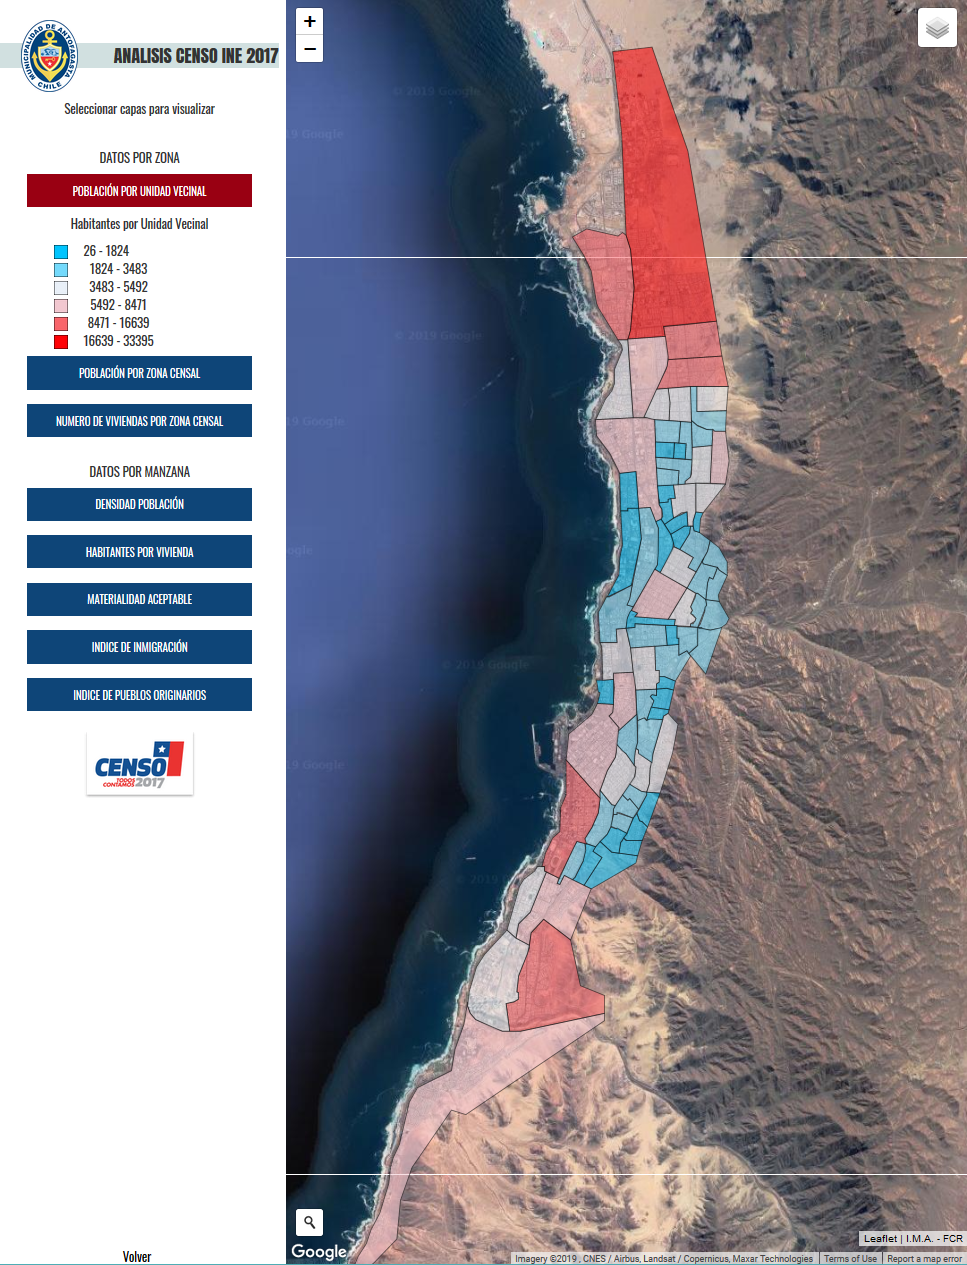 MUNICIPALIDAD DE ANTOFAGASTA
CHILE
ANALISIS CENSO INE 2017
Seleccionar capas para visualizar
DATOS POR ZONA
POBLACIÓN POR UNIDAD VECINAL
Habitantes por Unidad Vecinal
26 - 1824
1824 - 3483
3483 - 5492
5492 - 8471
8471 - 16639
16639 - 33395
POBLACIÓN POR ZONA CENSAL
NUMERO DE VIVIENDAS POR ZONA CENSAL
DATOS POR MANZANA
DENSIDAD POBLACIÓN
HABITANTES POR VIVIENDA
MATERIALIDAD ACEPTABLE
INDICE DE INMIGRACIÓN
INDICE DE PUEBLOS ORIGINARIOS
CENSO
TODOS CONTAMOS 2017
Volver
+
−
© 2019 Google
19 Google
© 2019 Google
19 Google
ogle
© 2019 Google
19 Google
© 2019
Google
Leaflet | I.M.A. - FCR
Imagery ©2019 , CNES / Airbus, Landsat / Copernicus, Maxar Technologies
Terms of Use
Report a map error